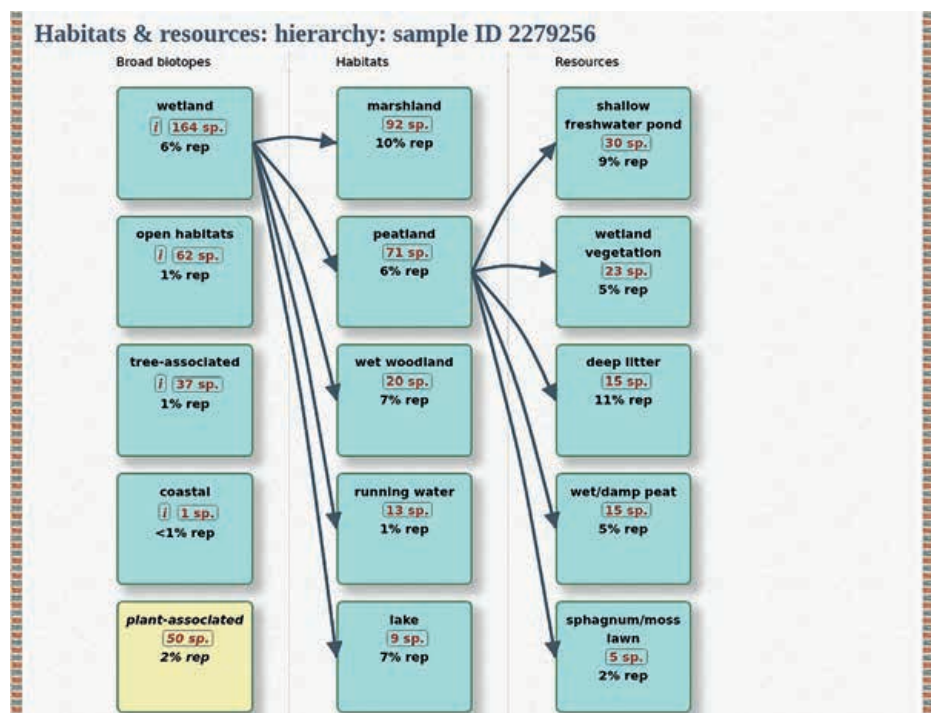 Habitats & resources: hierarchy: sample ID 2279256
Broad biotopes
Habitats
Resources
wetland
i 164 sp.
6% rep
marshland
92 sp.
10% rep
shallow
freshwater pond
30 sp.
9% rep
open habitats
i 62 sp.
1% rep
peatland
71 sp.
6% rep
wetland
vegetation
23 sp.
5% rep
tree-associated
i 37 sp.
1% rep
wet woodland
20 sp.
7% rep
deep litter
15 sp.
11% rep
coastal
i 1 sp.
<1% rep
running water
13 sp.
1% rep
wet/damp peat
15 sp.
5% rep
plant-associated
50 sp.
2% rep
lake
9 sp.
7% rep
sphagnum/moss
lawn
5 sp.
2% rep